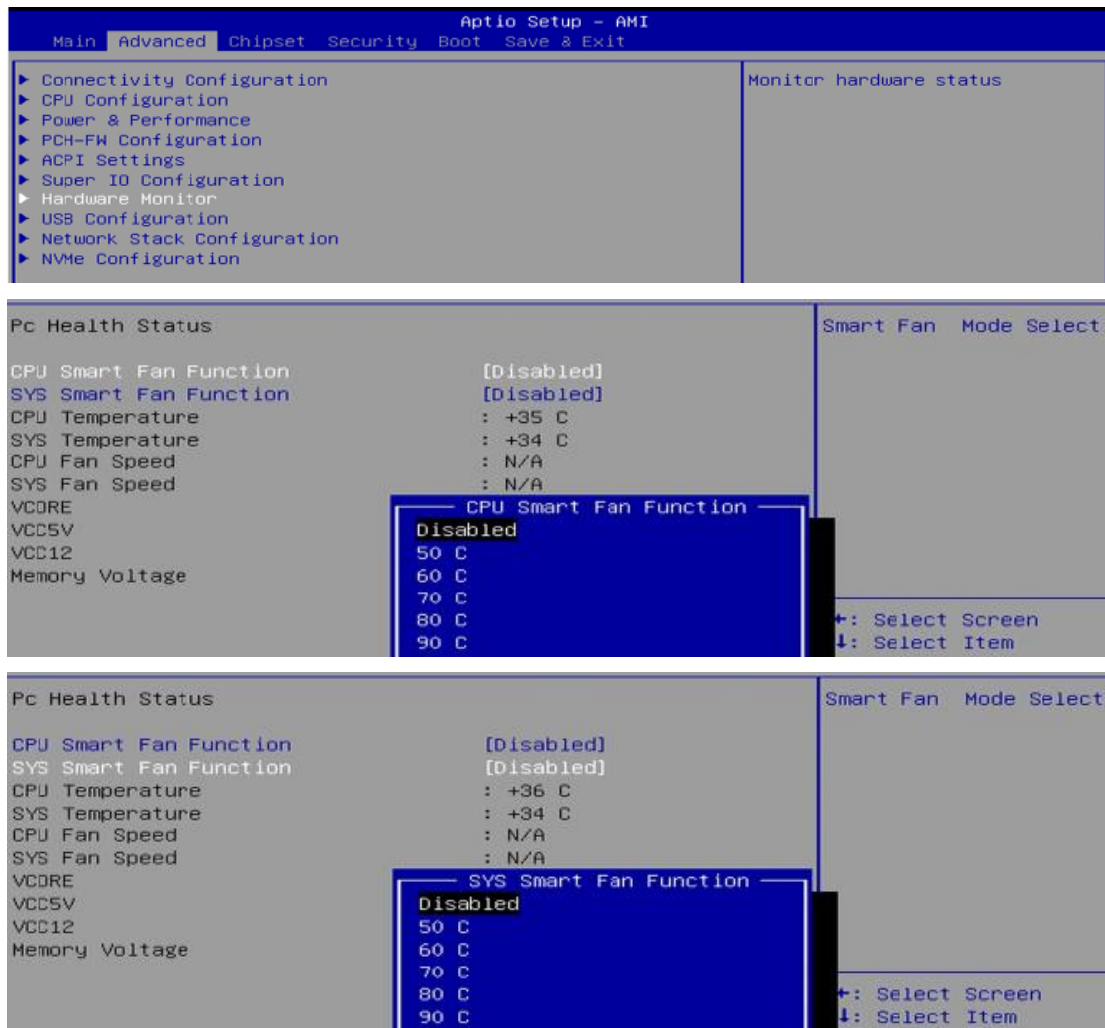 Aptio Setup - AMI
Main Advanced Chipset Security Boot Save & Exit
▶ Connectivity Configuration
▶ CPU Configuration
▶ Power & Performance
▶ PCH-FW Configuration
▶ ACPI Settings
▶ Super IO Configuration
▶ Hardware Monitor
▶ USB Configuration
▶ Network Stack Configuration
▶ NVMe Configuration
Monitor hardware status
Pc Health Status
CPU Smart Fan Function [Disabled]
SYS Smart Fan Function [Disabled]
CPU Temperature : +35 C
SYS Temperature : +34 C
CPU Fan Speed : N/A
SYS Fan Speed : N/A
VCORE
VCC5V
VCC12
Memory Voltage
CPU Smart Fan Function
Disabled
50 C
60 C
70 C
80 C
90 C
Smart Fan Mode Select
←: Select Screen
↓: Select Item
Pc Health Status
CPU Smart Fan Function [Disabled]
SYS Smart Fan Function [Disabled]
CPU Temperature : +36 C
SYS Temperature : +34 C
CPU Fan Speed : N/A
SYS Fan Speed : N/A
VCORE
VCC5V
VCC12
Memory Voltage
SYS Smart Fan Function
Disabled
50 C
60 C
70 C
80 C
90 C
Smart Fan Mode Select
←: Select Screen
↓: Select Item